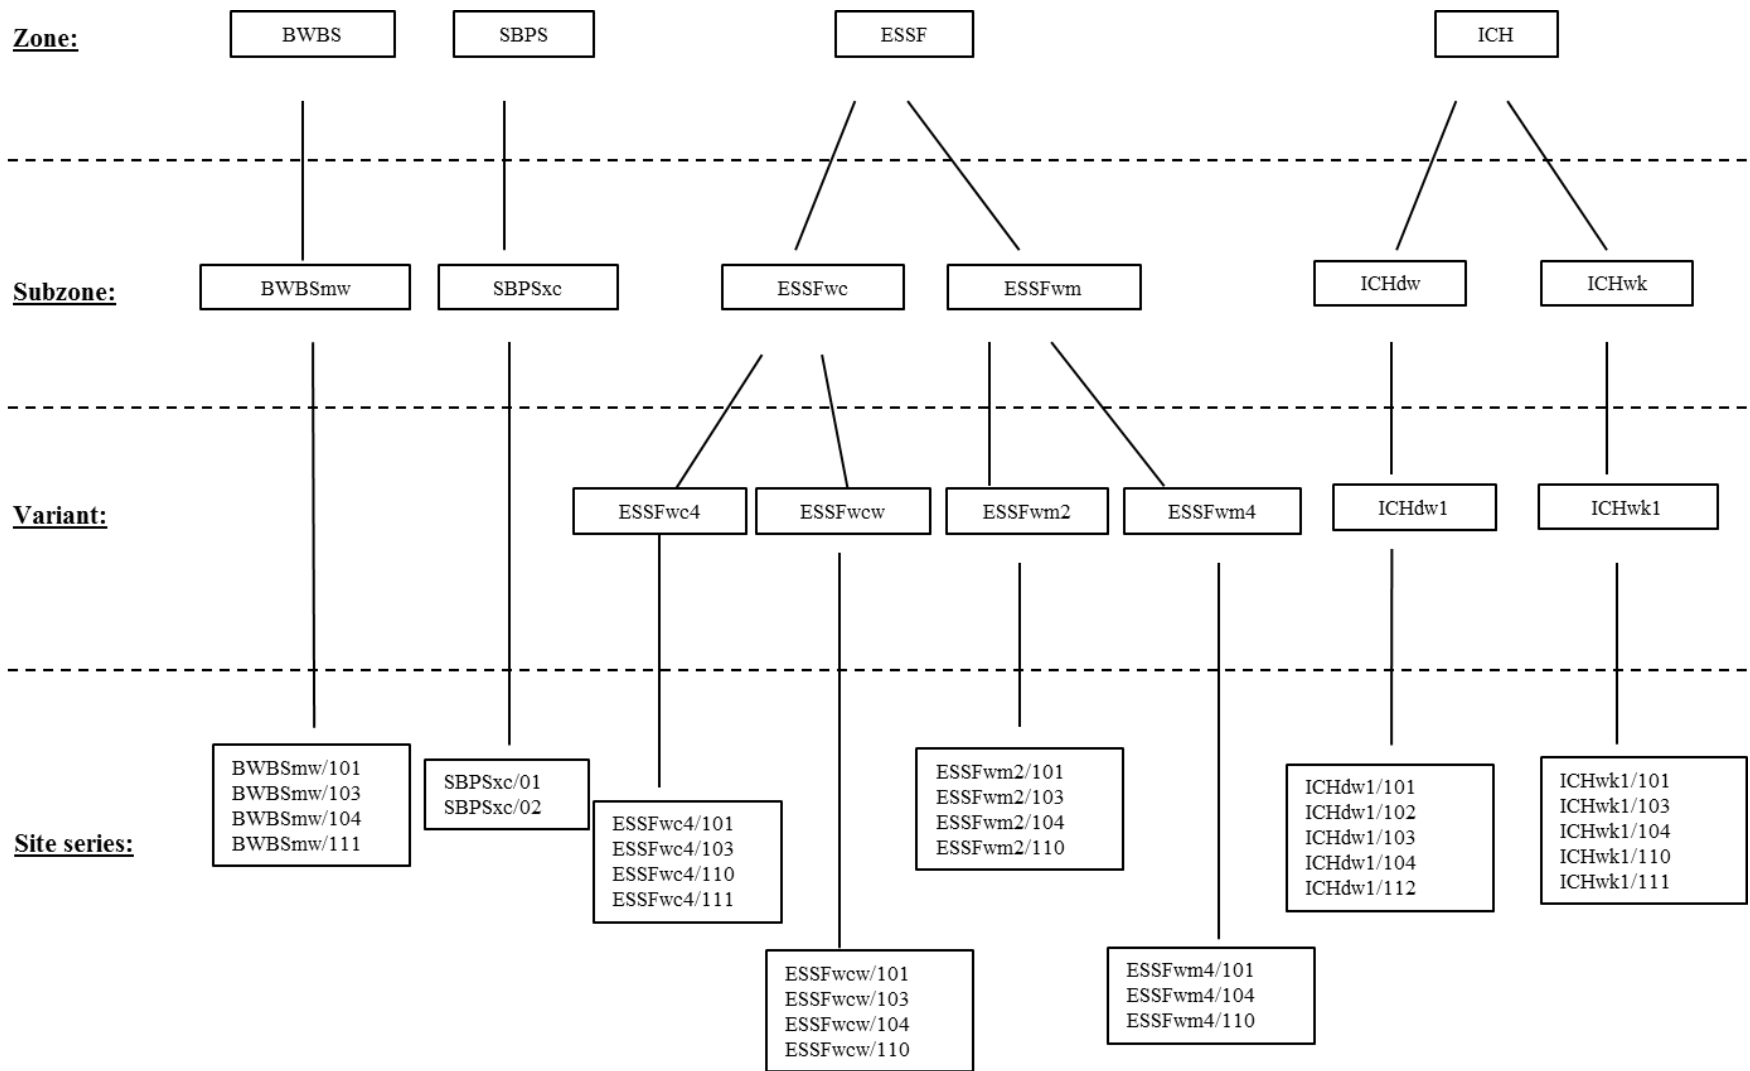 Zone:
BWBS
SBPS
ESSF
ICH
Subzone:
BWBSmw
SBPSxc
ESSFwc
ESSFwm
ICHdw
ICHwk
Variant:
ESSFwc4
ESSFwcw
ESSFwm2
ESSFwm4
ICHdw1
ICHwk1
Site series:
BWBSmw/101
BWBSmw/103
BWBSmw/104
BWBSmw/111
SBPSxc/01
SBPSxc/02
ESSFwc4/101
ESSFwc4/103
ESSFwc4/110
ESSFwc4/111
ESSFwcw/101
ESSFwcw/103
ESSFwcw/104
ESSFwcw/110
ESSFwm2/101
ESSFwm2/103
ESSFwm2/104
ESSFwm2/110
ESSFwm4/101
ESSFwm4/104
ESSFwm4/110
ICHdw1/101
ICHdw1/102
ICHdw1/103
ICHdw1/104
ICHdw1/112
ICHwk1/101
ICHwk1/103
ICHwk1/104
ICHwk1/110
ICHwk1/111